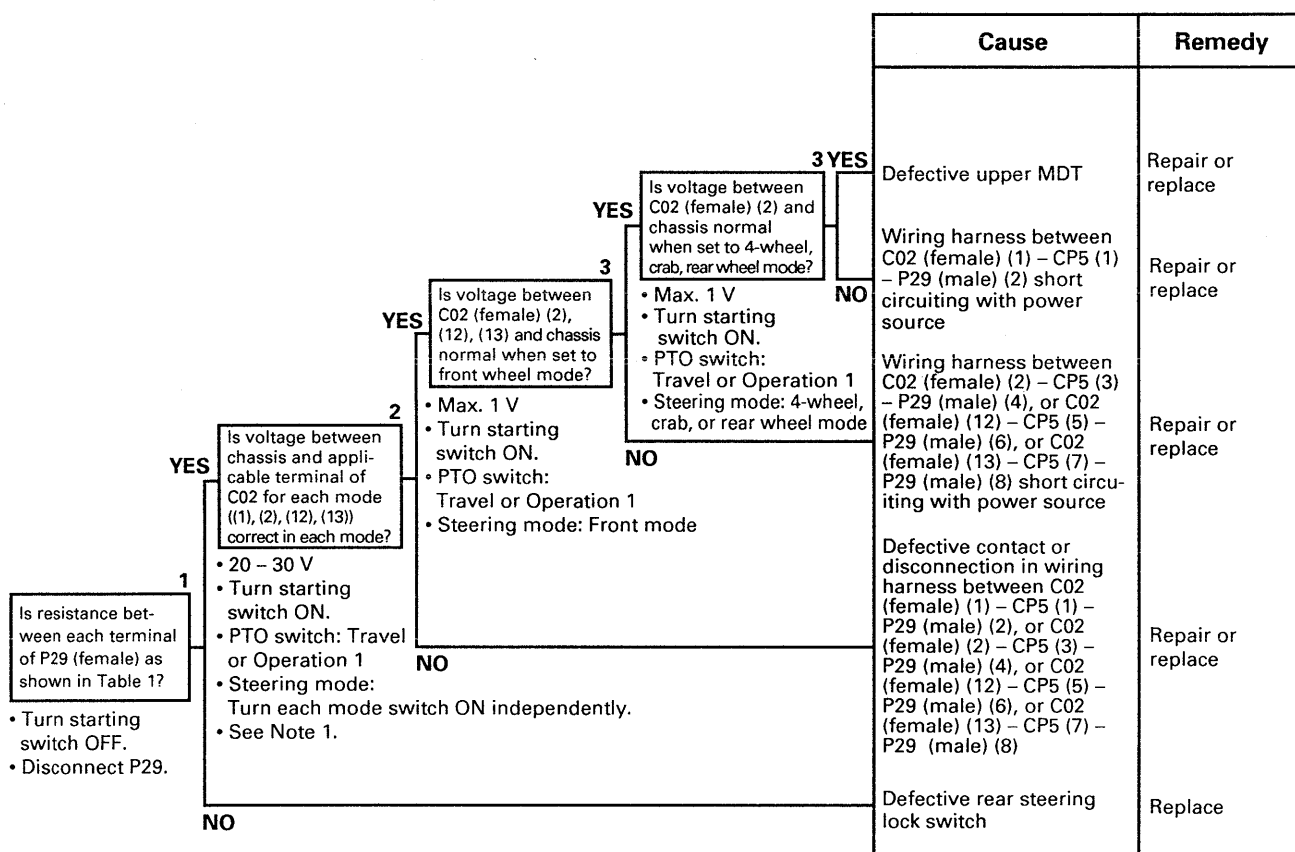 Cause
Remedy
3 YES
Defective upper MDT
Repair or
replace
Is voltage between
C02 (female) (2) and
chassis normal
when set to 4-wheel,
crab, rear wheel mode?
YES
• Max. 1 V
• Turn starting
switch ON.
• PTO switch:
Travel or Operation 1
• Steering mode: 4-wheel,
crab, or rear wheel mode
NO
Wiring harness between
C02 (female) (1) – CP5 (1)
– P29 (male) (2) short
circuiting with power
source
Repair or
replace
3
Is voltage between
C02 (female) (2),
(12), (13) and chassis
normal when set to
front wheel mode?
YES
• Max. 1 V
• Turn starting
switch ON.
• PTO switch:
Travel or Operation 1
• Steering mode: Front mode
NO
Wiring harness between
C02 (female) (2) – CP5 (3)
– P29 (male) (4), or C02
(female) (12) – CP5 (5) –
P29 (male) (6), or C02
(female) (13) – CP5 (7) –
P29 (male) (8) short circu-
iting with power source
Repair or
replace
2
Is voltage between
chassis and appli-
cable terminal of
C02 for each mode
((1), (2), (12), (13))
correct in each mode?
YES
• 20 – 30 V
• Turn starting
switch ON.
• PTO switch: Travel
or Operation 1
• Steering mode:
Turn each mode switch ON independently.
• See Note 1.
NO
Defective contact or
disconnection in wiring
harness between C02
(female) (1) – CP5 (1) –
P29 (male) (2), or C02
(female) (2) – CP5 (3) –
P29 (male) (4), or C02
(female) (12) – CP5 (5) –
P29 (male) (6), or C02
(female) (13) – CP5 (7) –
P29 (male) (8)
Repair or
replace
1
Is resistance bet-
ween each terminal
of P29 (female) as
shown in Table 1?
• Turn starting
switch OFF.
• Disconnect P29.
NO
Defective rear steering
lock switch
Replace